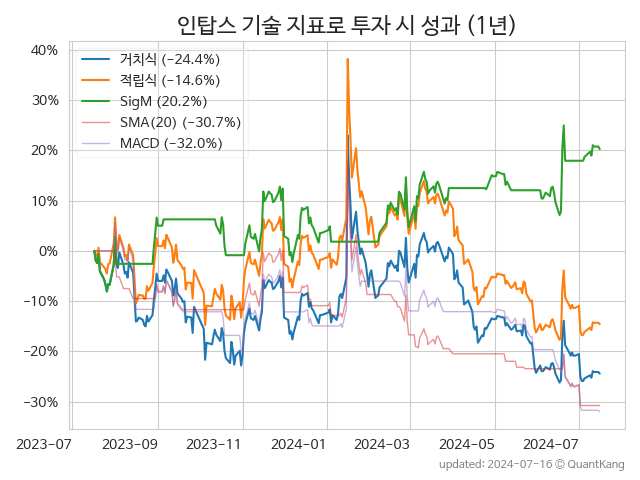 인탑스 기술 지표로 투자 시 성과 (1년)
40%
30%
20%
10%
0%
−10%
−20%
−30%
거치식 (−24.4%)
적립식 (−14.6%)
SigM (20.2%)
SMA(20) (−30.7%)
MACD (−32.0%)
2023−07 2023−09 2023−11 2024−01 2024−03 2024−05 2024−07
updated: 2024-07-16 © QuantKang